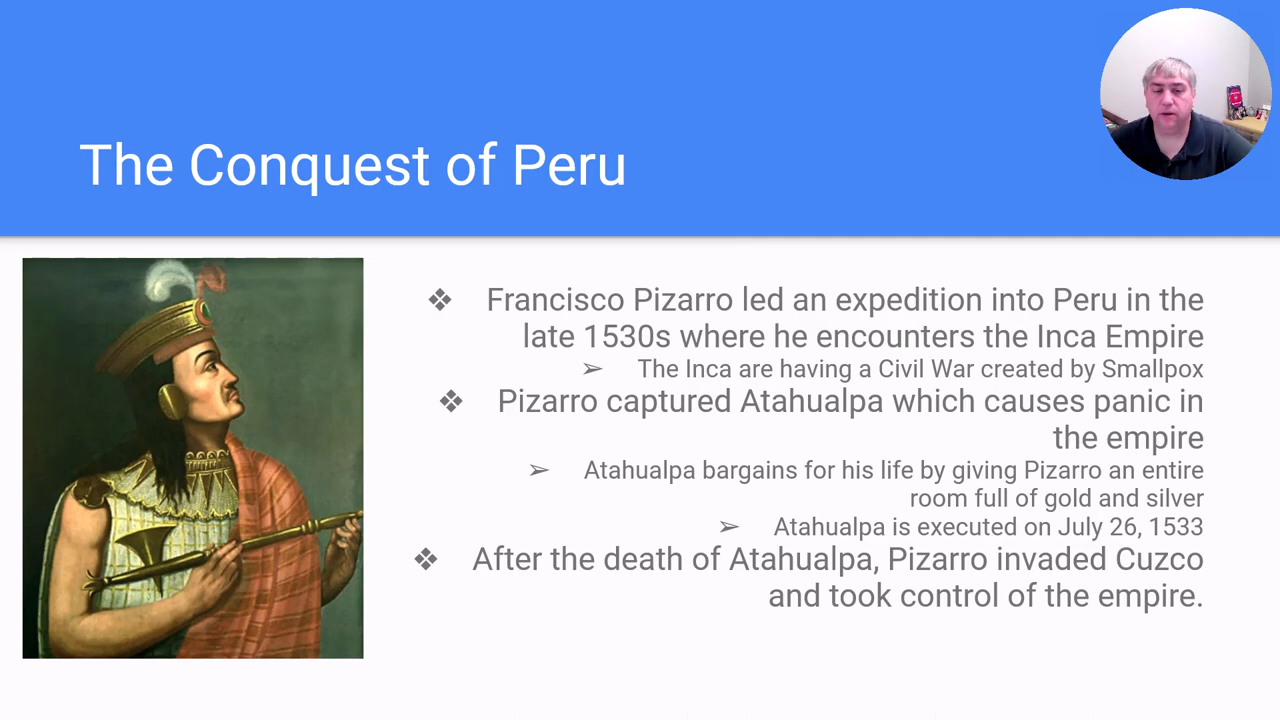 The Conquest of Peru
❖ Francisco Pizarro led an expedition into Peru in the
late 1530s where he encounters the Inca Empire
➢ The Inca are having a Civil War created by Smallpox
❖ Pizarro captured Atahualpa which causes panic in
the empire
➢ Atahualpa bargains for his life by giving Pizarro an entire
room full of gold and silver
➢ Atahualpa is executed on July 26, 1533
❖ After the death of Atahualpa, Pizarro invaded Cuzco
and took control of the empire.